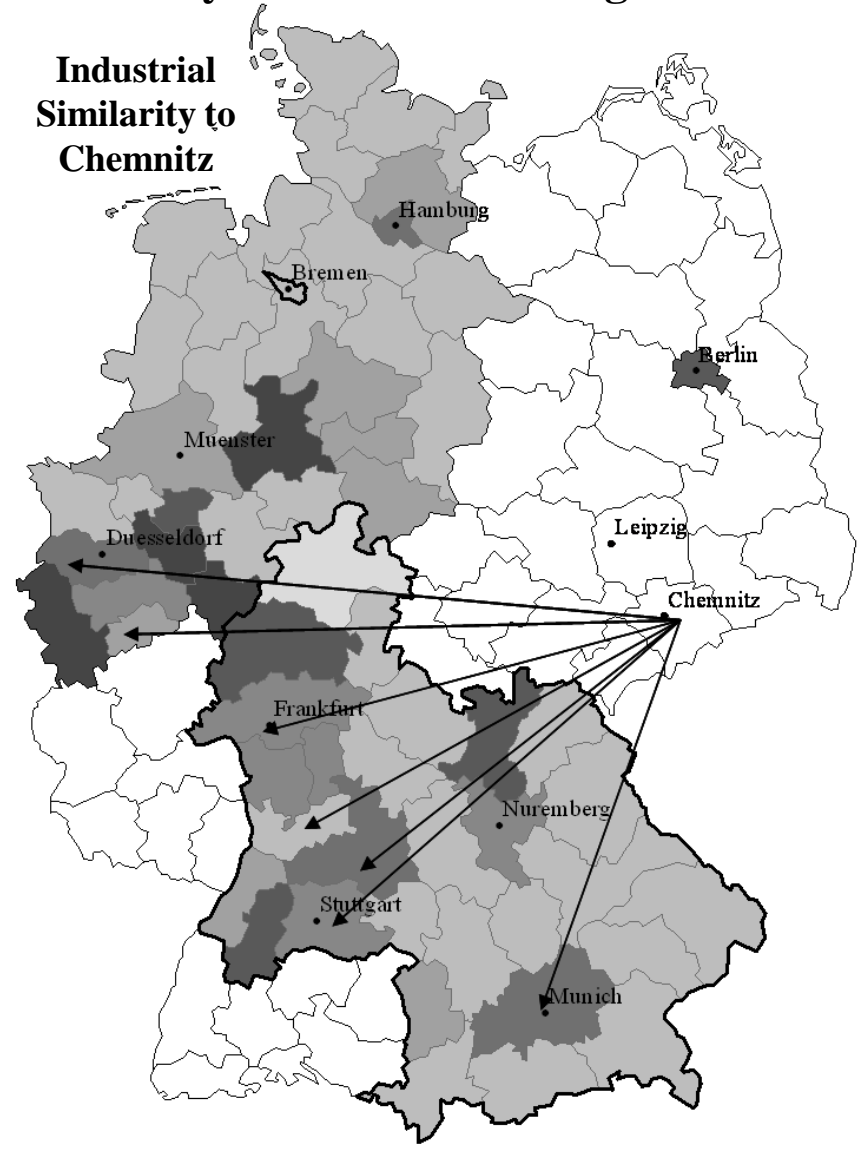 Industrial
Similarity to
Chemnitz
Hamburg
Bremen
Berlin
Muenster
Leipzig
Duesseldorf
Chemnitz
Frankfurt
Nuremberg
Stuttgart
Munich